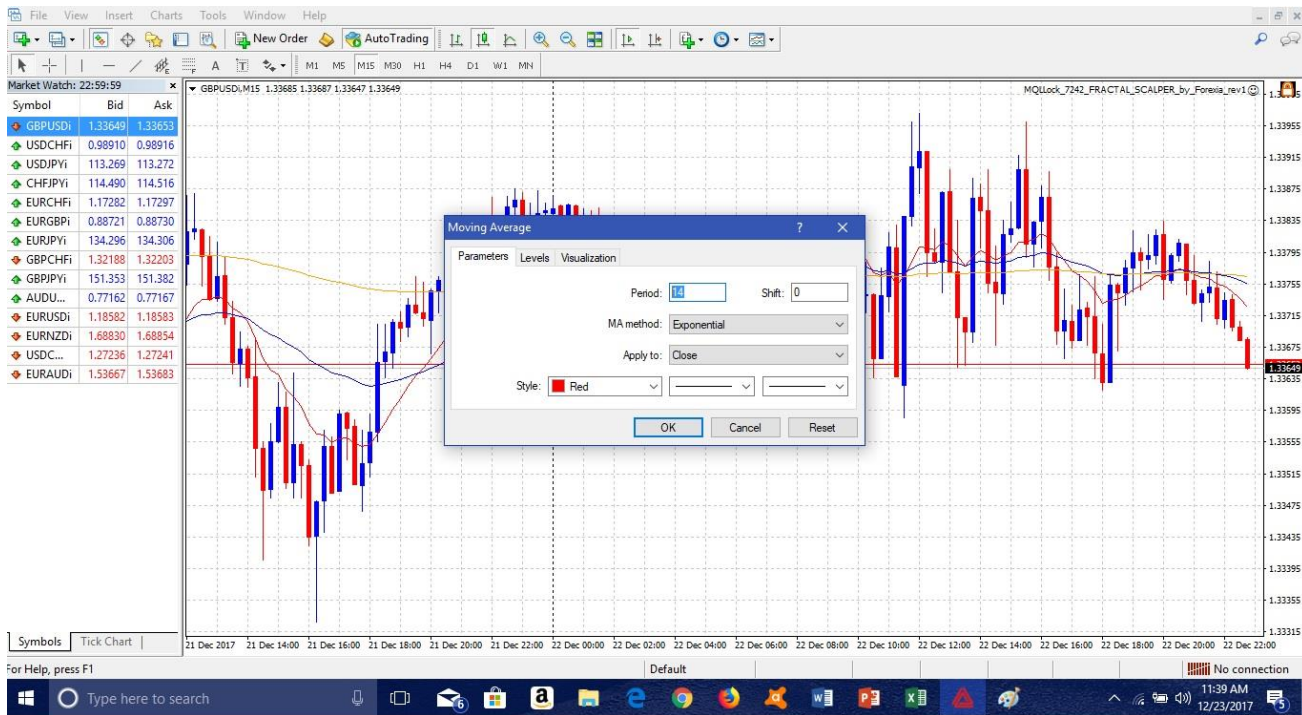 File View Insert Charts Tools Window Help
New Order AutoTrading
A T M1 M5 M15 M30 H1 H4 D1 W1 MN
Market Watch: 22:59:59
Symbol Bid Ask
GBPUSDi 1.33649 1.33653
USDCHFi 0.98910 0.98916
USDJPYi 113.269 113.272
CHFJPYi 114.490 114.516
EURCHFi 1.17282 1.17297
EURGBPi 0.88721 0.88730
EURJPYi 134.296 134.306
GBPCHFi 1.32188 1.32203
GBPJPYi 151.353 151.382
AUDU... 0.77162 0.77167
EURUSDi 1.18582 1.18583
EURNZDi 1.68830 1.68854
USDC... 1.27236 1.27241
EURAUDi 1.53667 1.53683
Symbols Tick Chart
GBPUSDi,M15 1.33685 1.33687 1.33647 1.33649
MQLLock_7242_FRACTAL_SCALPER_by_Forexia_rev1
Moving Average ?
Parameters Levels Visualization
Period: 14 Shift: 0
MA method: Exponential
Apply to: Close
Style: Red
OK Cancel Reset
1.33955
1.33915
1.33875
1.33835
1.33795
1.33755
1.33715
1.33675
1.33649
1.33635
1.33595
1.33555
1.33515
1.33475
1.33435
1.33395
1.33355
1.33315
21 Dec 2017 21 Dec 14:00 21 Dec 16:00 21 Dec 18:00 21 Dec 20:00 21 Dec 22:00 22 Dec 00:00 22 Dec 02:00 22 Dec 04:00 22 Dec 06:00 22 Dec 08:00 22 Dec 10:00 22 Dec 12:00 22 Dec 14:00 22 Dec 16:00 22 Dec 18:00 22 Dec 20:00 22 Dec 22:00
For Help, press F1 Default No connection
Type here to search
11:39 AM
12/23/2017